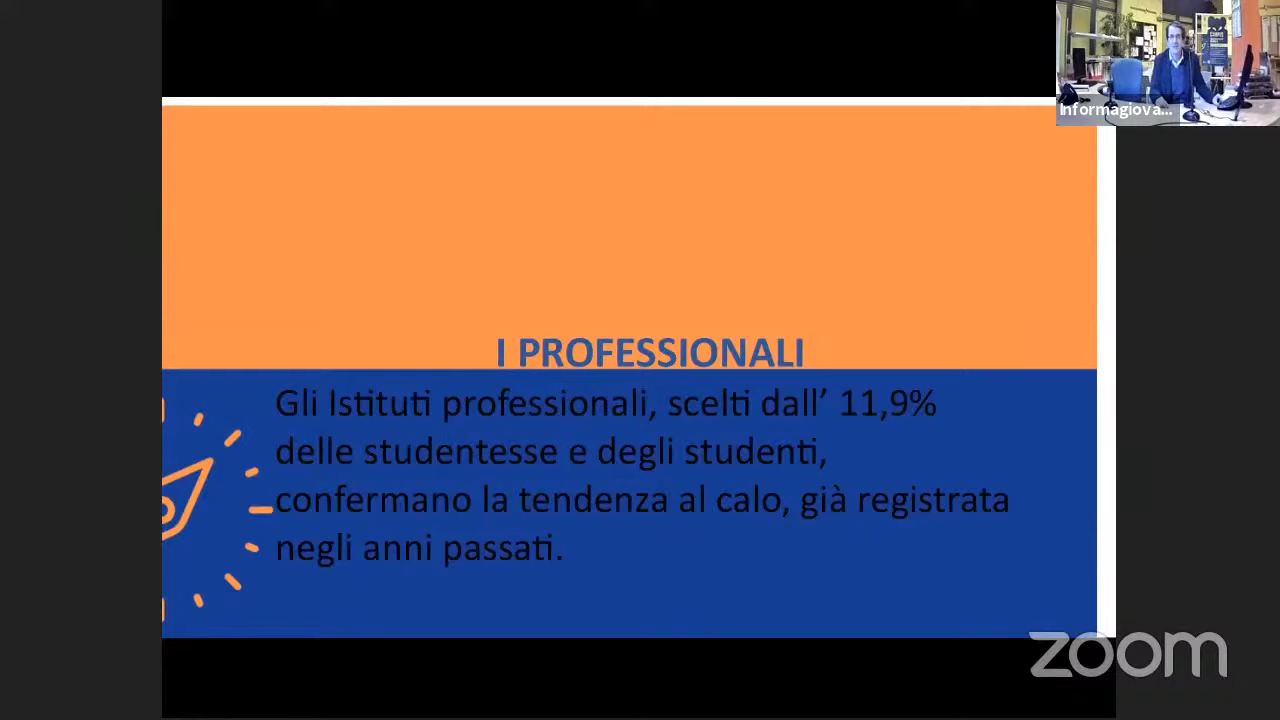 Informagiova...
I PROFESSIONALI
Gli Istituti professionali, scelti dall’ 11,9%
delle studentesse e degli studenti,
confermano la tendenza al calo, già registrata
negli anni passati.
zoom